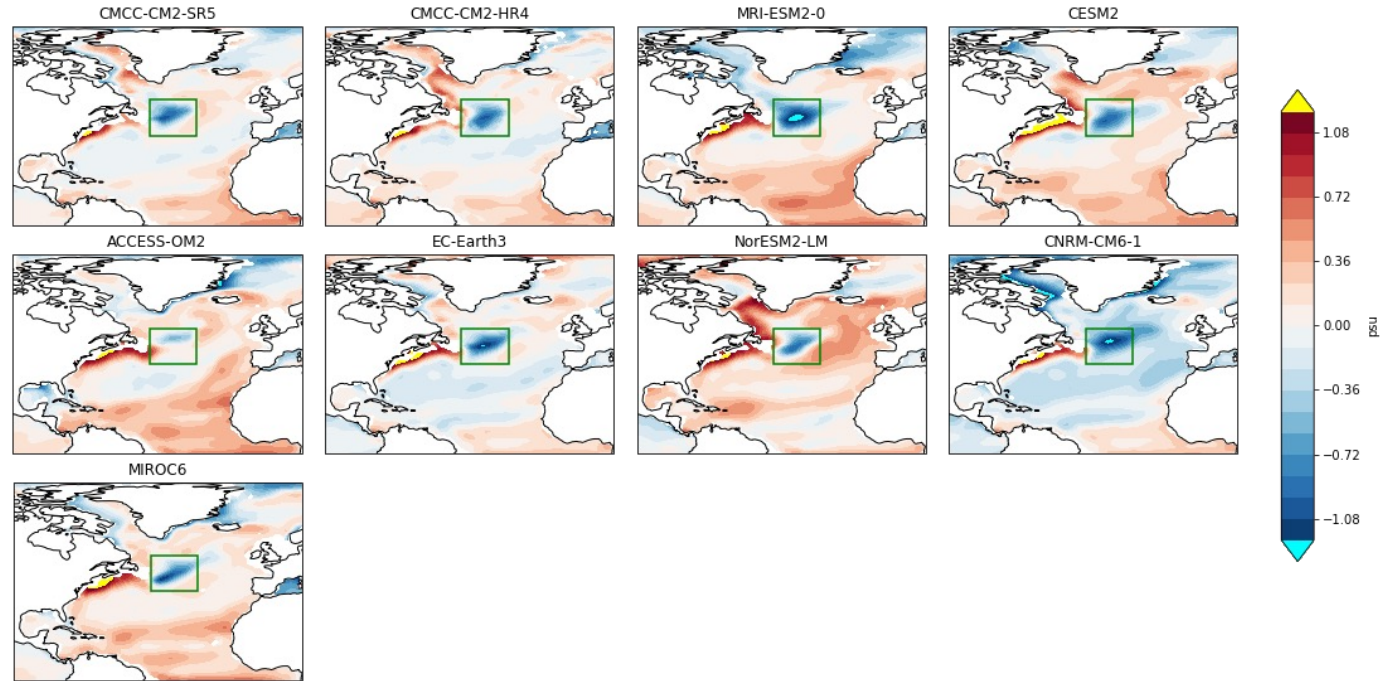 CMCC-CM2-SR5
CMCC-CM2-HR4
MRI-ESM2-0
CESM2
ACCESS-OM2
EC-Earth3
NorESM2-LM
CNRM-CM6-1
MIROC6
1.08
0.72
0.36
0.00
−0.36
−0.72
−1.08
psu